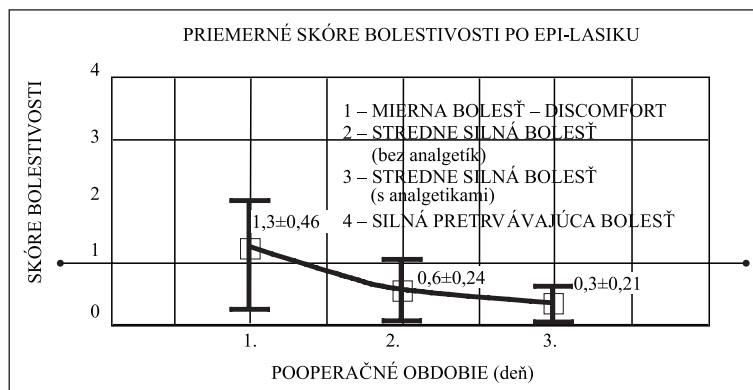 PRIEMERNÉ SKÓRE BOLESTIVOSTI PO EPI-LASIKU
SKÓRE BOLESTIVOSTI
4
3
2
1
0
1 – MIERNA BOLESŤ – DISCOMFORT
2 – STREDNE SILNÁ BOLESŤ
(bez analgetík)
3 – STREDNE SILNÁ BOLESŤ
(s analgetikami)
4 – SILNÁ PRETRVÁVAJÚCA BOLESŤ
1,3±0,46
0,6±0,24
0,3±0,21
1.
2.
3.
POOPERAČNÉ OBDOBIE (deň)